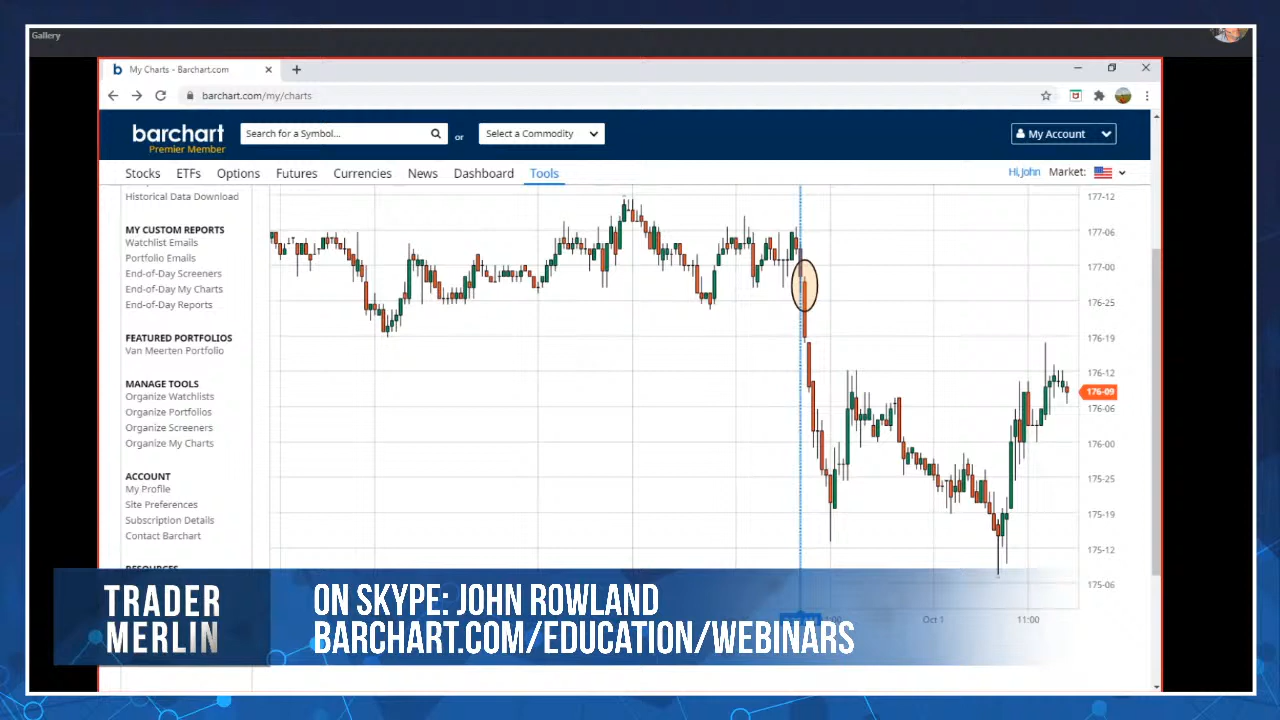 Gallery
My Charts - Barchart.com
barchart.com/my/charts
barchart
Premier Member
Search for a Symbol...
or
Select a Commodity
My Account
Stocks ETFs Options Futures Currencies News Dashboard Tools
Hi, John Market:
Historical Data Download
MY CUSTOM REPORTS
Watchlist Emails
Portfolio Emails
End-of-Day Screeners
End-of-Day My Charts
End-of-Day Reports
FEATURED PORTFOLIOS
Van Meerten Portfolio
MANAGE TOOLS
Organize Watchlists
Organize Portfolios
Organize Screeners
Organize My Charts
ACCOUNT
My Profile
Site Preferences
Subscription Details
Contact Barchart
RESOURCES
177-12
177-06
177-00
176-25
176-19
176-12
176-09
176-06
176-00
175-25
175-19
175-12
175-06
Oct 1
11:00
TRADER
MERLIN
ON SKYPE: JOHN ROWLAND
BARCHART.COM/EDUCATION/WEBINARS